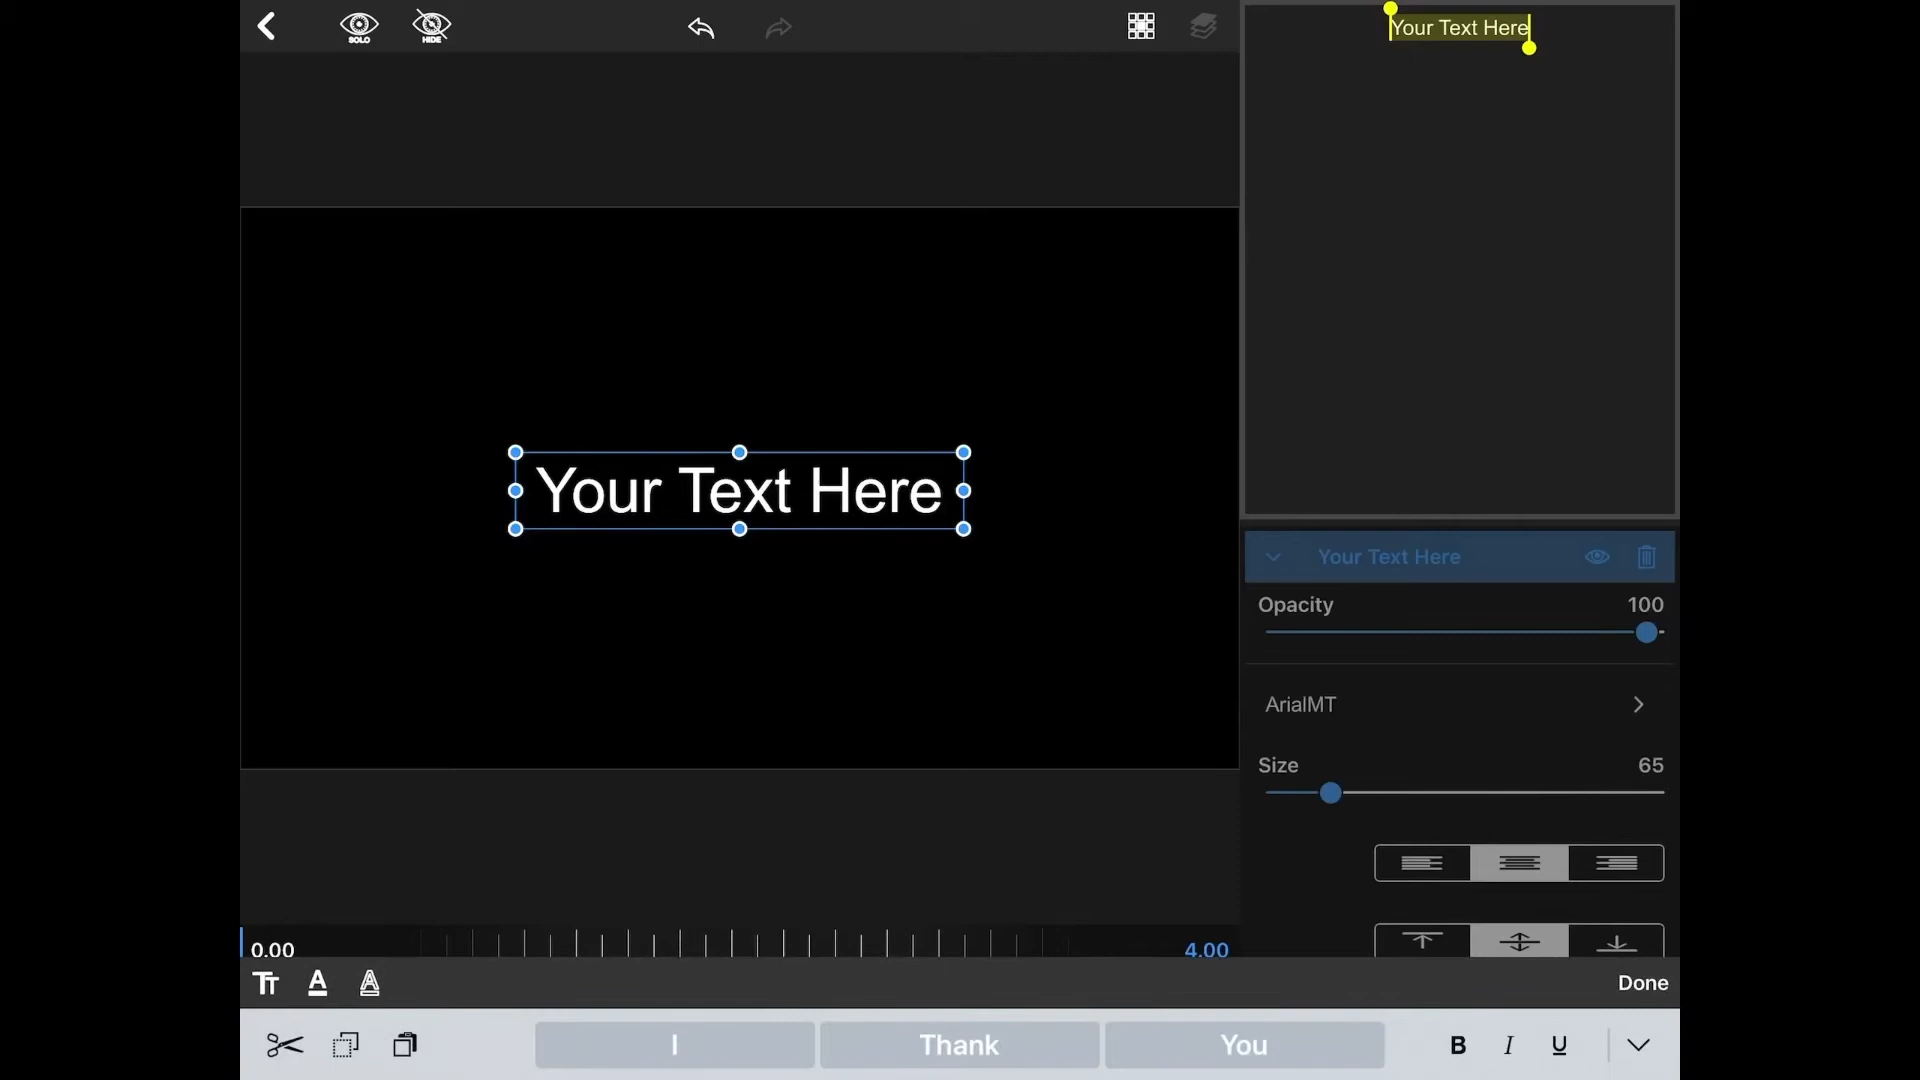 SOLO
HIDE
Your Text Here
Your Text Here
Your Text Here
Opacity 100
ArialMT
Size 65
0.00 4.00
TT A A
Done
I Thank You
B I U